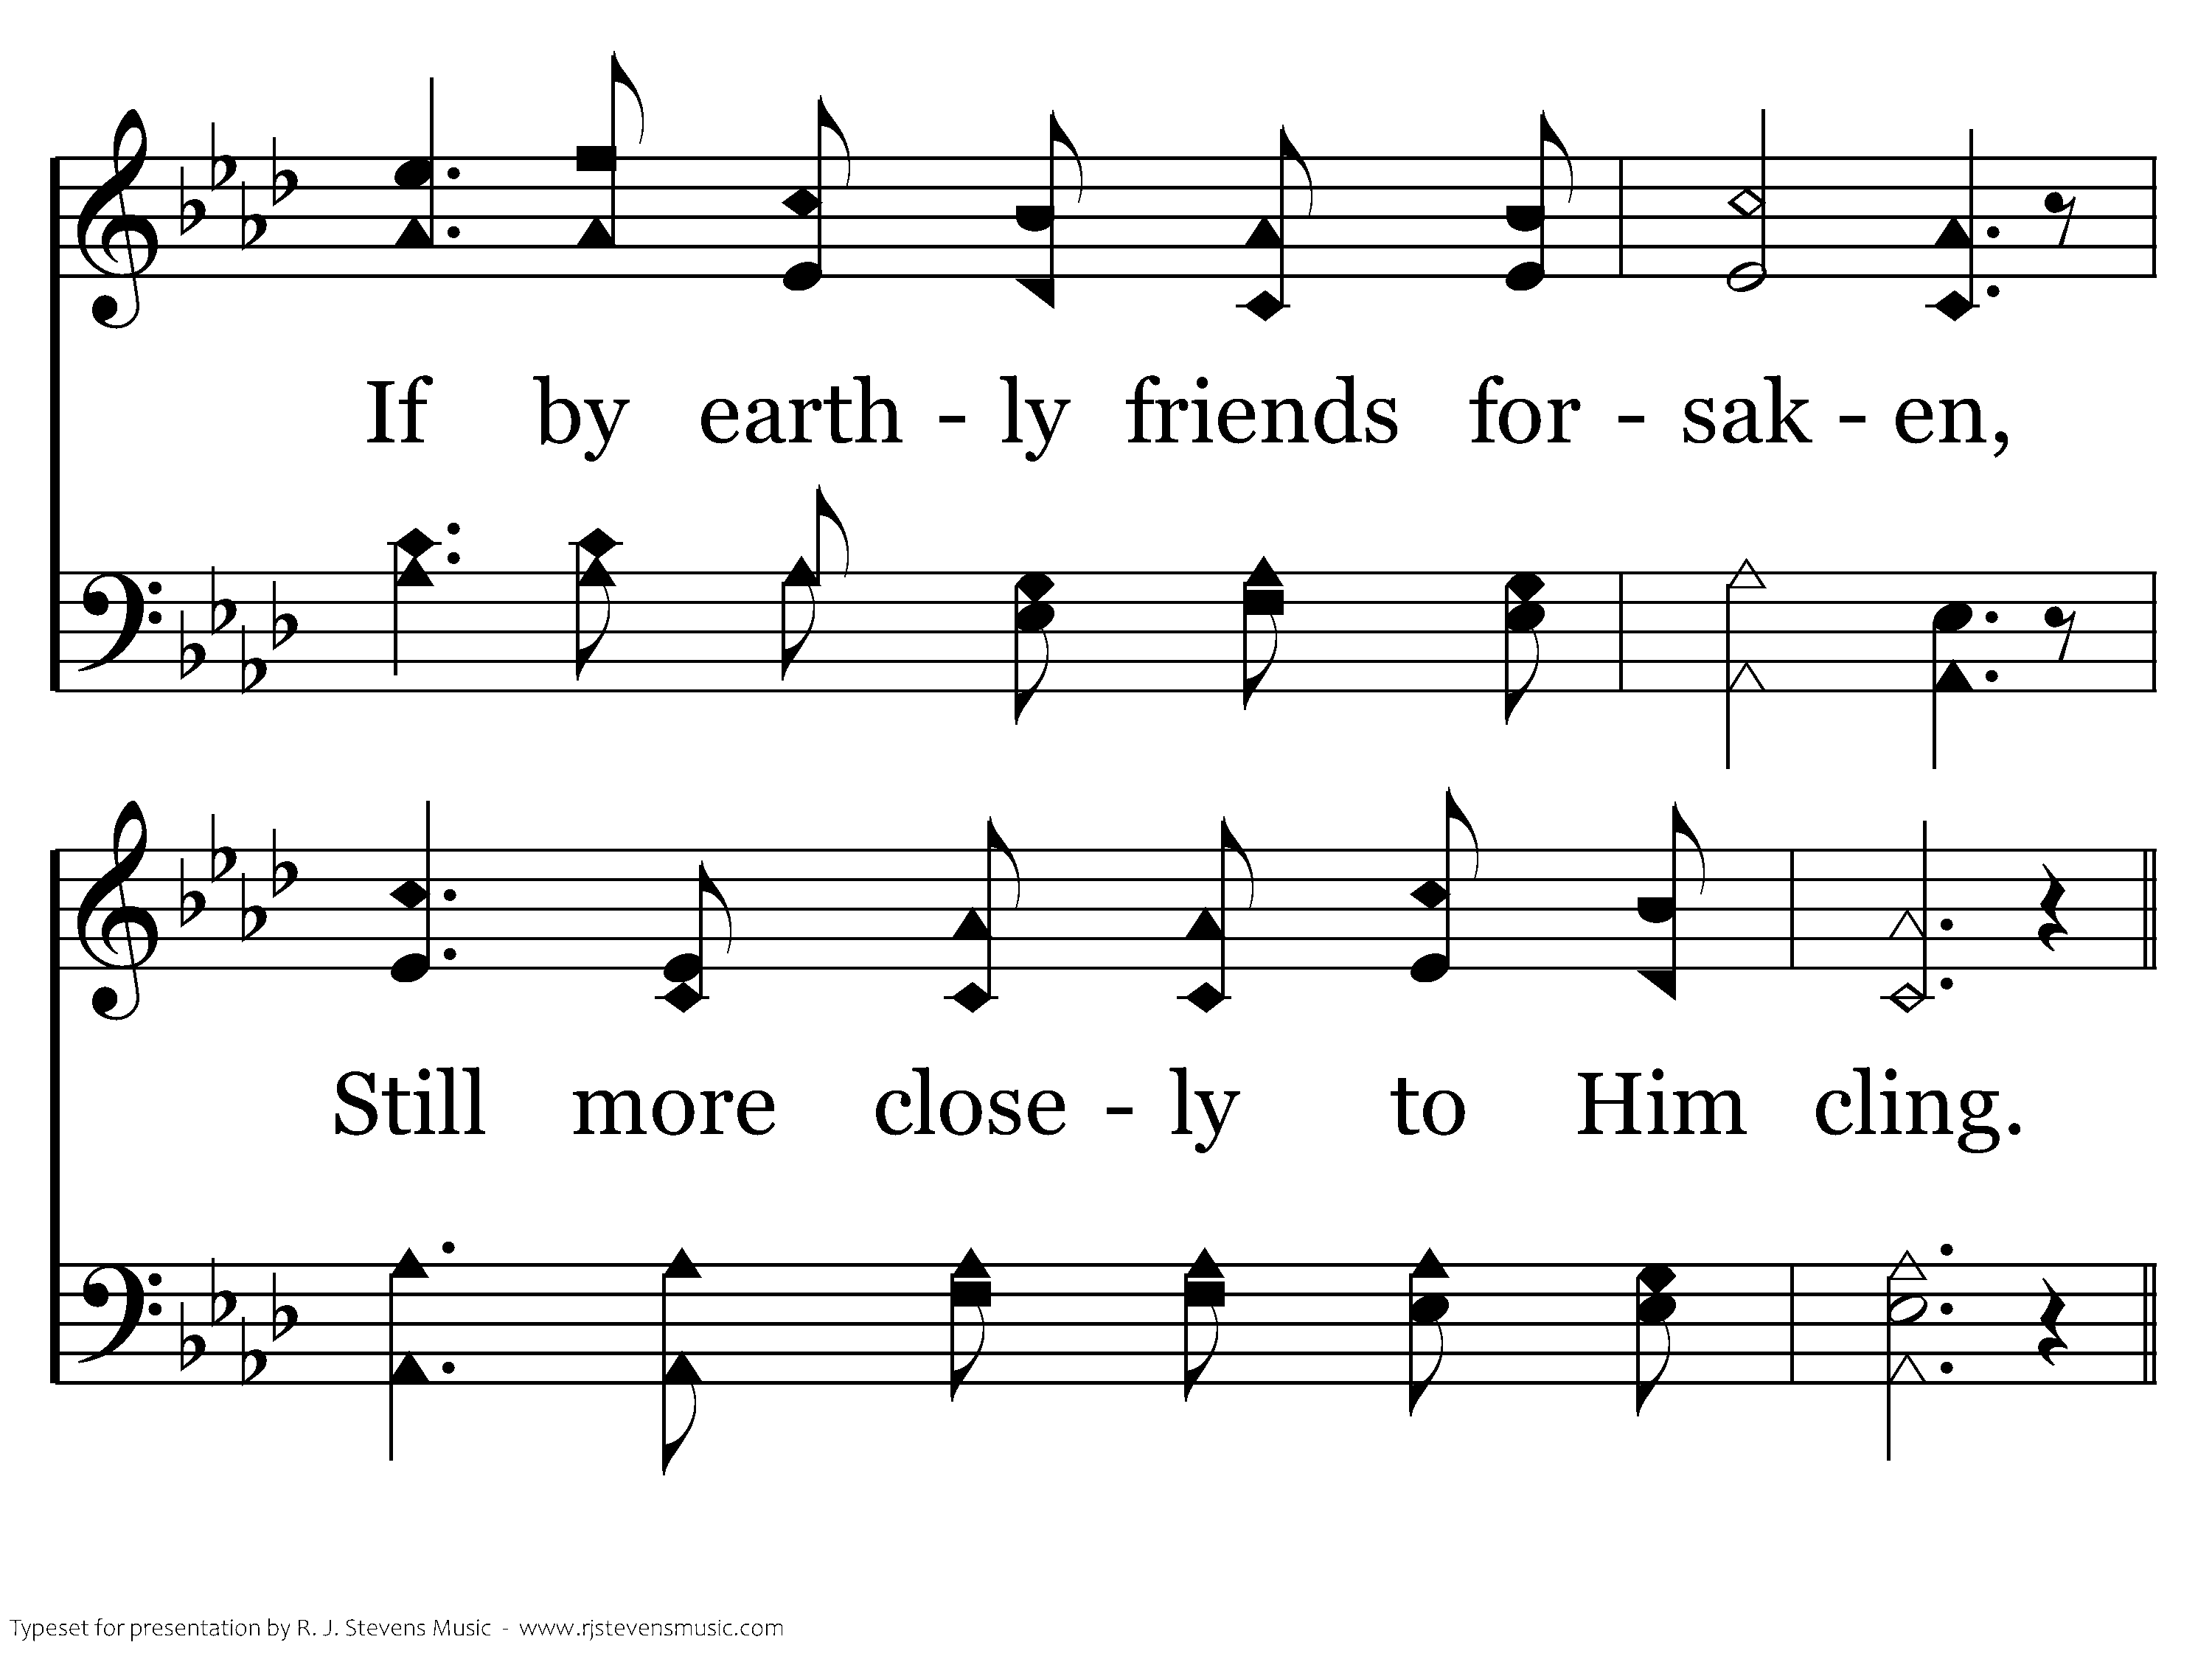 If by earth - ly friends for - sak - en,
Still more close - ly to Him cling.
Typeset for presentation by R. J. Stevens Music - www.rjstevensmusic.com